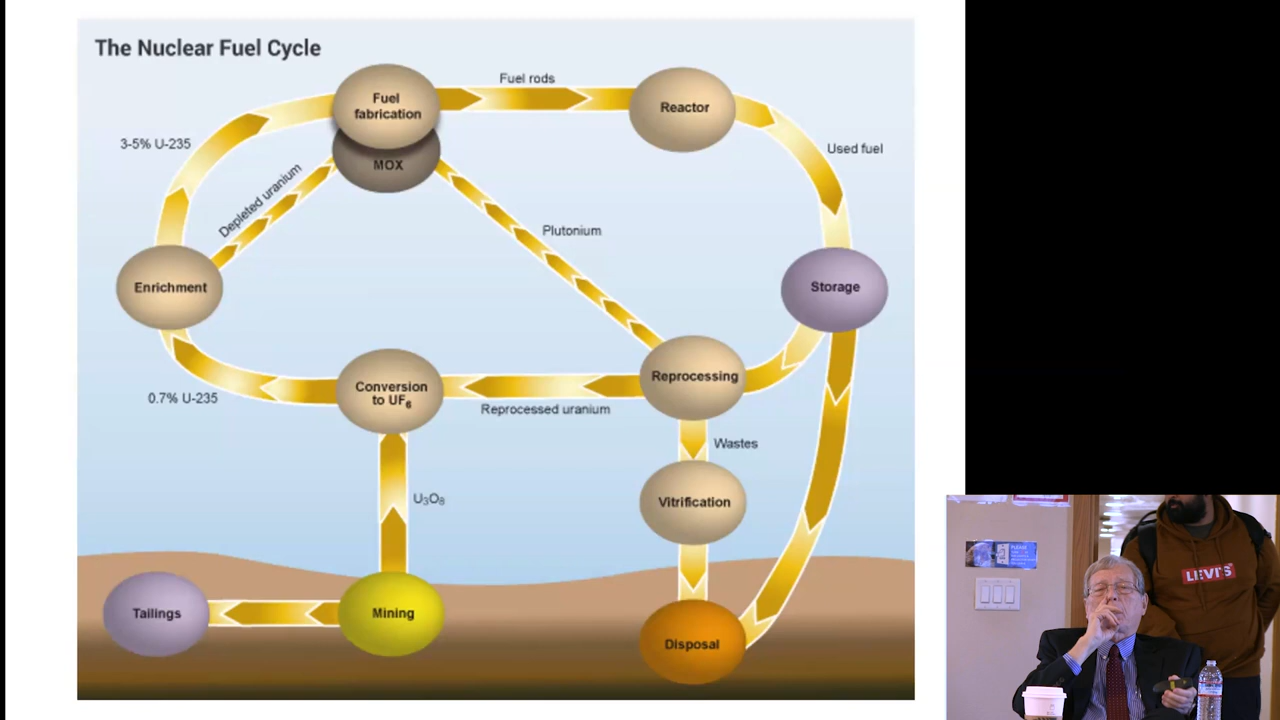 The Nuclear Fuel Cycle
Fuel
fabrication
MOX
Fuel rods
Reactor
3-5% U-235
Used fuel
Depleted uranium
Plutonium
Enrichment
Storage
Conversion
to UF₆
Reprocessing
0.7% U-235
Reprocessed uranium
Wastes
U₃O₈
Vitrification
Tailings
Mining
Disposal
PLEASE
LEVI'S